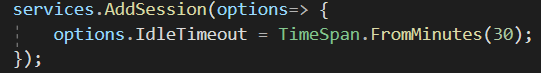 services.AddSession(options=> {
    options.IdleTimeout = TimeSpan.FromMinutes(30);
});